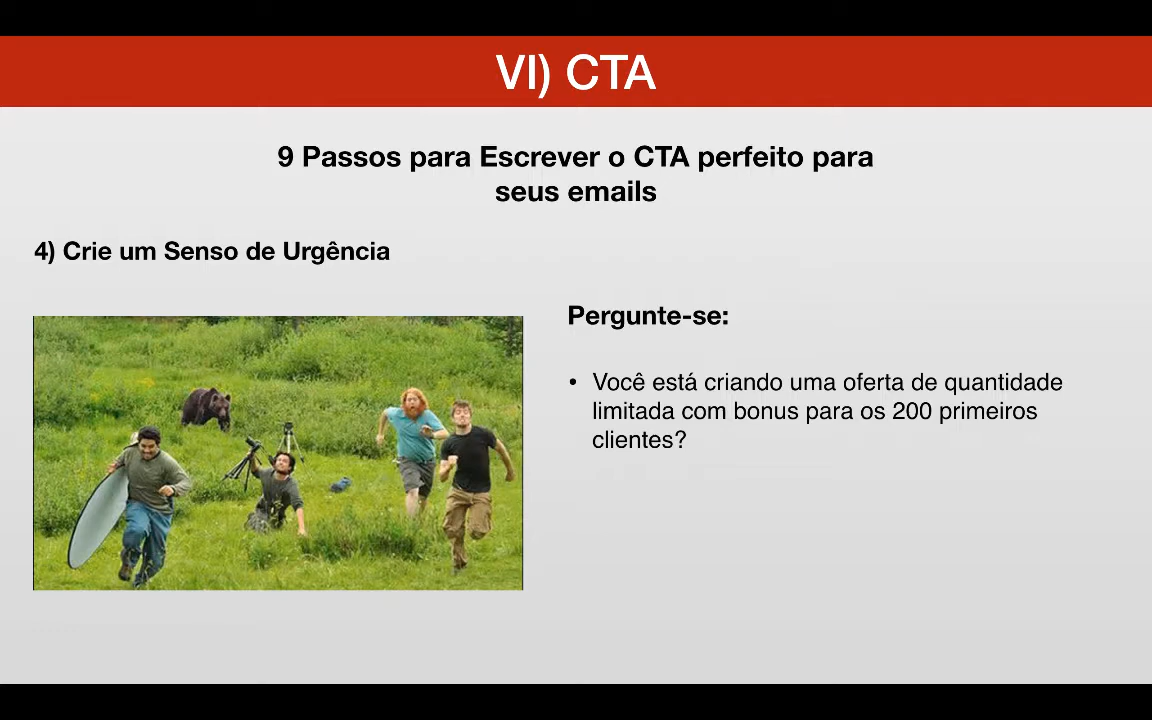 VI) CTA
9 Passos para Escrever o CTA perfeito para
seus emails
4) Crie um Senso de Urgência
Pergunte-se:
• Você está criando uma oferta de quantidade
limitada com bonus para os 200 primeiros
clientes?